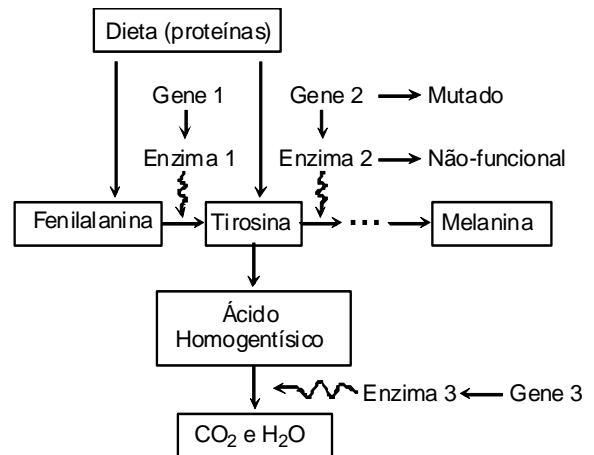 Dieta (proteínas)
Gene 1
Gene 2
Mutado
Enzima 1
Enzima 2
Não-funcional
Fenilalanina
Tirosina
...
Melanina
Ácido
Homogentísico
Enzima 3
Gene 3
CO₂ e H₂O